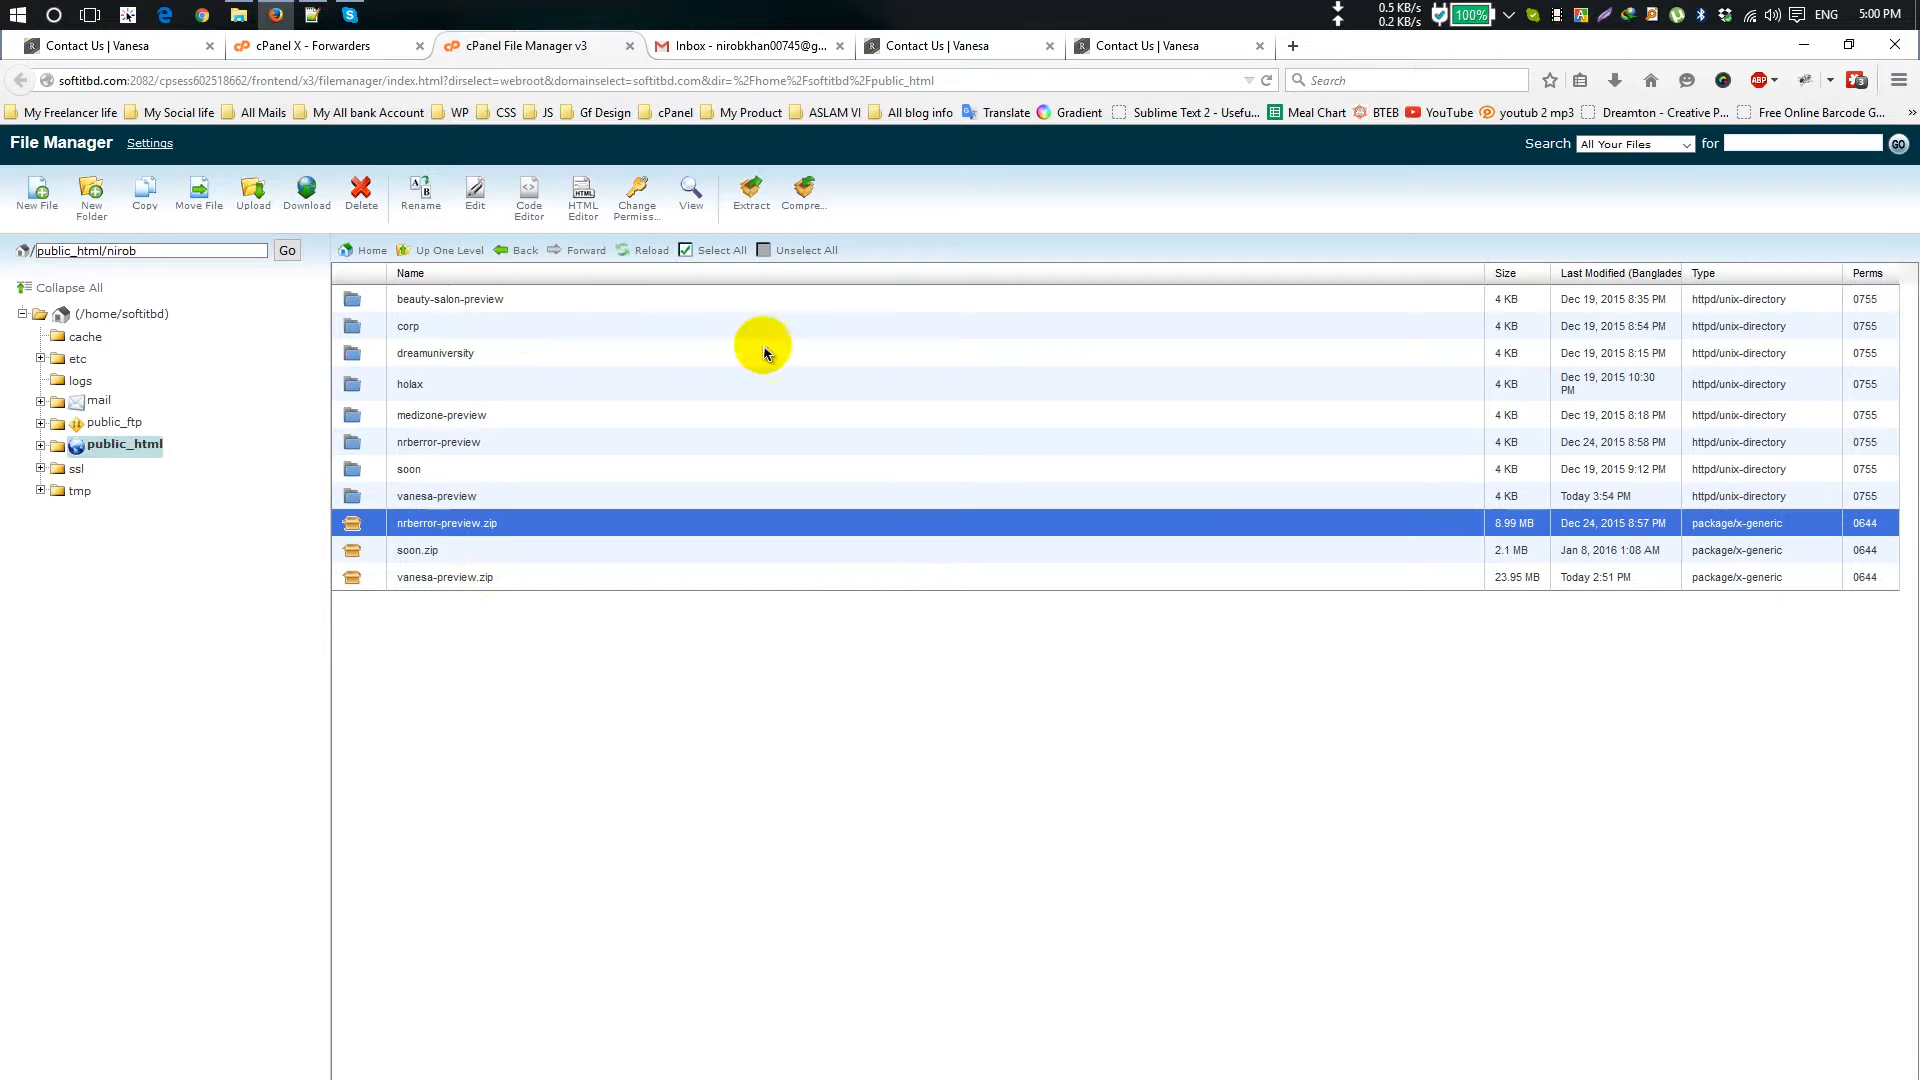 0.5 KB/s
0.2 KB/s
100%
ENG
5:00 PM
Contact Us | Vanesa
cPanel X - Forwarders
cPanel File Manager v3
Inbox - nirobkhan00745@g...
Contact Us | Vanesa
Contact Us | Vanesa
softitbd.com:2082/cpsess602518662/frontend/x3/filemanager/index.html?dirselect=webroot&domainselect=softitbd.com&dir=%2Fhome%2Fsoftitbd%2Fpublic_html
Search
ABP
3
My Freelancer life
My Social life
All Mails
My All bank Account
WP
CSS
JS
Gf Design
cPanel
My Product
ASLAM VI
All blog info
Translate
Gradient
Sublime Text 2 - Usefu...
Meal Chart
BTEB
YouTube
youtub 2 mp3
Dreamton - Creative P...
Free Online Barcode G...
File Manager Settings
Search All Your Files for GO
New File
New Folder
Copy
Move File
Upload
Download
Delete
Rename
Edit
Code Editor
HTML Editor
Change Permiss...
View
Extract
Compre...
/public_html/nirob Go
Home Up One Level Back Forward Reload Select All Unselect All
Collapse All
(/home/softitbd)
cache
etc
logs
mail
public_ftp
public_html
ssl
tmp
Name Size Last Modified (Banglades Type Perms
beauty-salon-preview 4 KB Dec 19, 2015 8:35 PM httpd/unix-directory 0755
corp 4 KB Dec 19, 2015 8:54 PM httpd/unix-directory 0755
dreamuniversity 4 KB Dec 19, 2015 8:15 PM httpd/unix-directory 0755
holax 4 KB Dec 19, 2015 10:30 PM httpd/unix-directory 0755
medizone-preview 4 KB Dec 19, 2015 8:18 PM httpd/unix-directory 0755
nrberror-preview 4 KB Dec 24, 2015 8:58 PM httpd/unix-directory 0755
soon 4 KB Dec 19, 2015 9:12 PM httpd/unix-directory 0755
vanesa-preview 4 KB Today 3:54 PM httpd/unix-directory 0755
nrberror-preview.zip 8.99 MB Dec 24, 2015 8:57 PM package/x-generic 0644
soon.zip 2.1 MB Jan 8, 2016 1:08 AM package/x-generic 0644
vanesa-preview.zip 23.95 MB Today 2:51 PM package/x-generic 0644